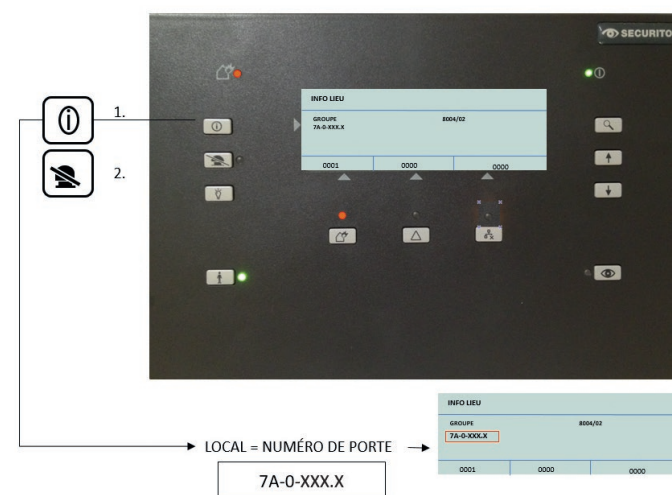 SECURITO
1.
2.
INFO LIEU
GROUPE 8004/02
7A-0-XXX.X
0001 0000 0000
INFO LIEU
GROUPE 8004/02
7A-0-XXX.X
0001 0000 0000
LOCAL = NUMÉRO DE PORTE
7A-0-XXX.X